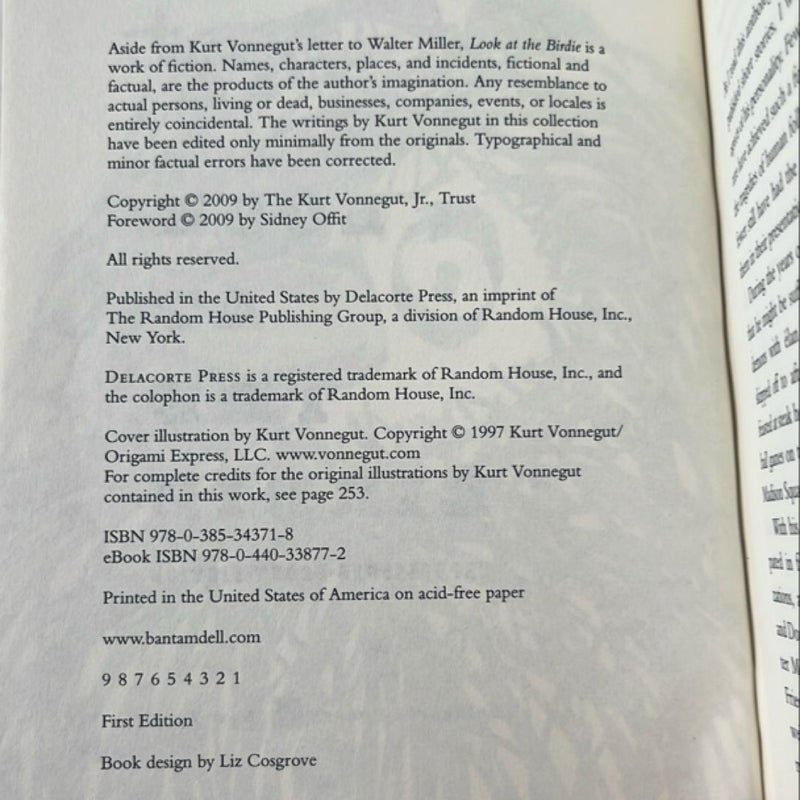 Aside from Kurt Vonnegut's letter to Walter Miller, Look at the Birdie is a
work of fiction. Names, characters, places, and incidents, fictional and
factual, are the products of the author's imagination. Any resemblance to
actual persons, living or dead, businesses, companies, events, or locales is
entirely coincidental. The writings by Kurt Vonnegut in this collection
have been edited only minimally from the originals. Typographical and
minor factual errors have been corrected.
Copyright © 2009 by The Kurt Vonnegut, Jr., Trust
Foreword © 2009 by Sidney Offit
All rights reserved.
Published in the United States by Delacorte Press, an imprint of
The Random House Publishing Group, a division of Random House, Inc.,
New York.
DELACORTE PRESS is a registered trademark of Random House, Inc., and
the colophon is a trademark of Random House, Inc.
Cover illustration by Kurt Vonnegut. Copyright © 1997 Kurt Vonnegut/
Origami Express, LLC. www.vonnegut.com
For complete credits for the original illustrations by Kurt Vonnegut
contained in this work, see page 253.
ISBN 978-0-385-34371-8
eBook ISBN 978-0-440-33877-2
Printed in the United States of America on acid-free paper
www.bantamdell.com
9 8 7 6 5 4 3 2 1
First Edition
Book design by Liz Cosgrove
During the years
Madison Squ
With his